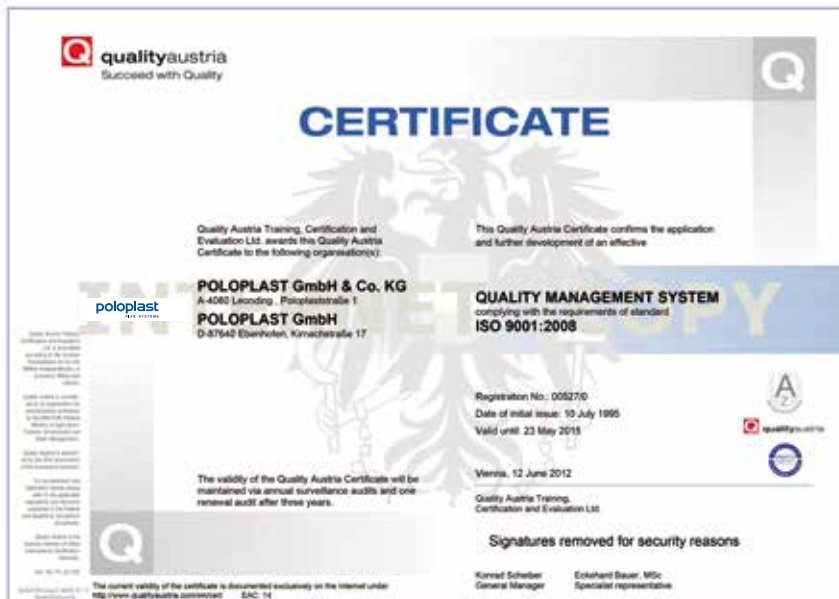 Q qualityaustria
Succeed with Quality
Q
CERTIFICATE
Quality Austria Training, Certification and
Evaluation Ltd. awards this Quality Austria
Certificate to the following organisation(s):
POLOPLAST GmbH & Co. KG
A-4060 Leonding . Poloplaststraße 1
POLOPLAST GmbH
D-87640 Ebenhofen, Kirnachstraße 17
poloplast
PIPE SYSTEMS
This Quality Austria Certificate confirms the application
and further development of an effective
INTERNET COPY
QUALITY MANAGEMENT SYSTEM
complying with the requirements of standard
ISO 9001:2008
Registration No.: 00527/0
Date of initial issue: 10 July 1995
Valid until: 23 May 2015
A
Q qualityaustria
The validity of the Quality Austria Certificate will be
maintained via annual surveillance audits and one
renewal audit after three years.
Vienna, 12 June 2012
Quality Austria Training,
Certification and Evaluation Ltd
Signatures removed for security reasons
Konrad Scheiber
General Manager
Eckehard Bauer, MSc
Specialist representative
Q
The current validity of the certificate is documented exclusively on the Internet under
http://www.qualityaustria.com/en/cert EAC: 14